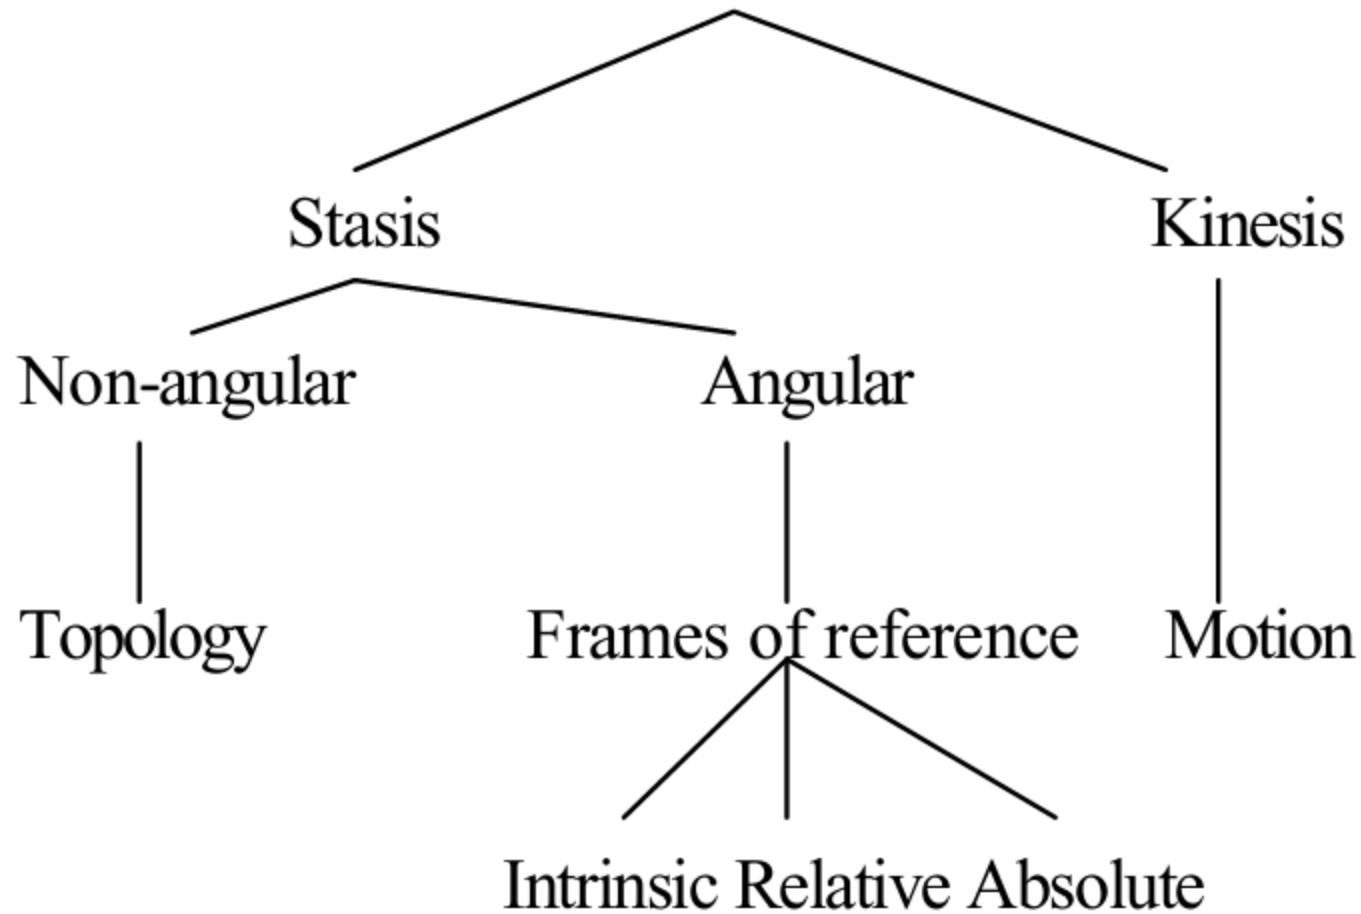 Stasis Kinesis
Non-angular Angular
Topology Frames of reference Motion
Intrinsic Relative Absolute